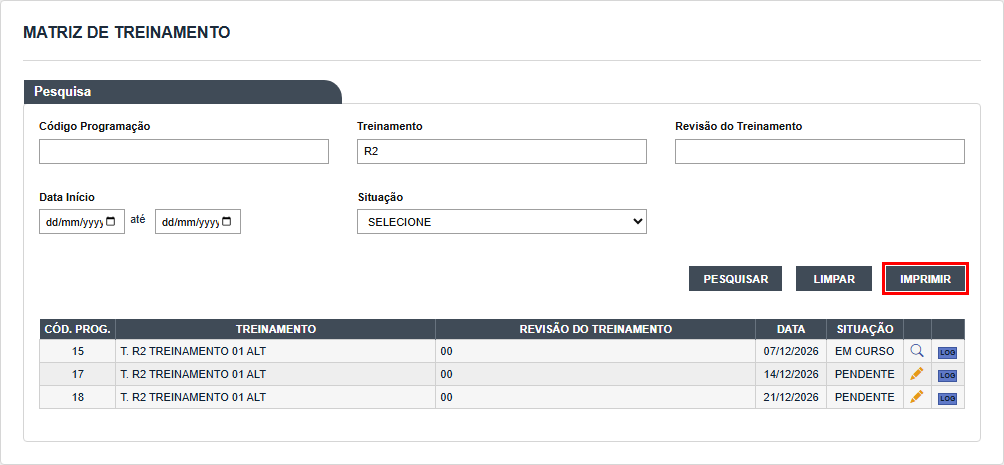 MATRIZ DE TREINAMENTO
Pesquisa
Código Programação Treinamento Revisão do Treinamento
R2
Data Início Situação
dd/mm/yyyy até dd/mm/yyyy SELECIONE
PESQUISAR LIMPAR IMPRIMIR
CÓD. PROG. TREINAMENTO REVISÃO DO TREINAMENTO DATA SITUAÇÃO
15 T. R2 TREINAMENTO 01 ALT 00 07/12/2026 EM CURSO LOG
17 T. R2 TREINAMENTO 01 ALT 00 14/12/2026 PENDENTE LOG
18 T. R2 TREINAMENTO 01 ALT 00 21/12/2026 PENDENTE LOG